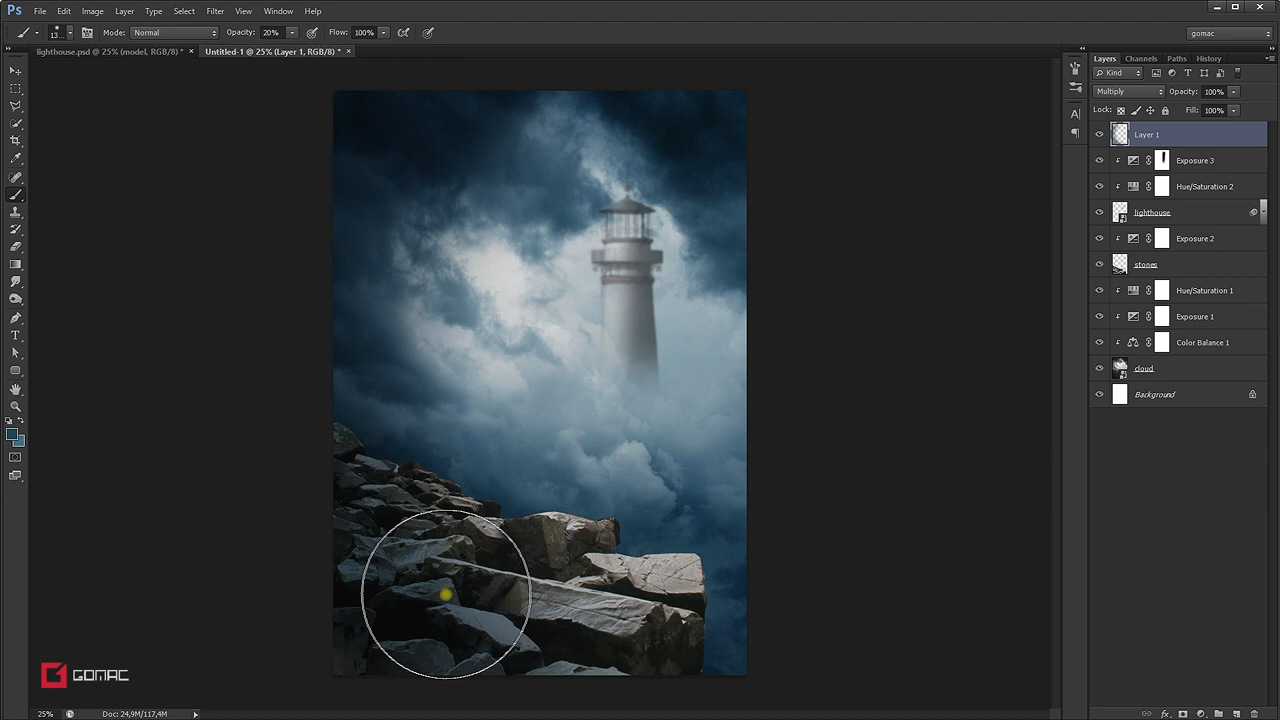 Ps File Edit Image Layer Type Select Filter View Window Help
13... Mode: Normal Opacity: 20% Flow: 100% gomac
lighthouse.psd @ 25% (model, RGB/8) * × Untitled-1 @ 25% (Layer 1, RGB/8) * ×
Layers Channels Paths History
Kind
Multiply Opacity: 100%
Lock: Fill: 100%
Layer 1
Exposure 3
Hue/Saturation 2
lighthouse
Exposure 2
stones
Hue/Saturation 1
Exposure 1
Color Balance 1
cloud
Background
GOMAC
25% Doc: 24,9M/117,4M